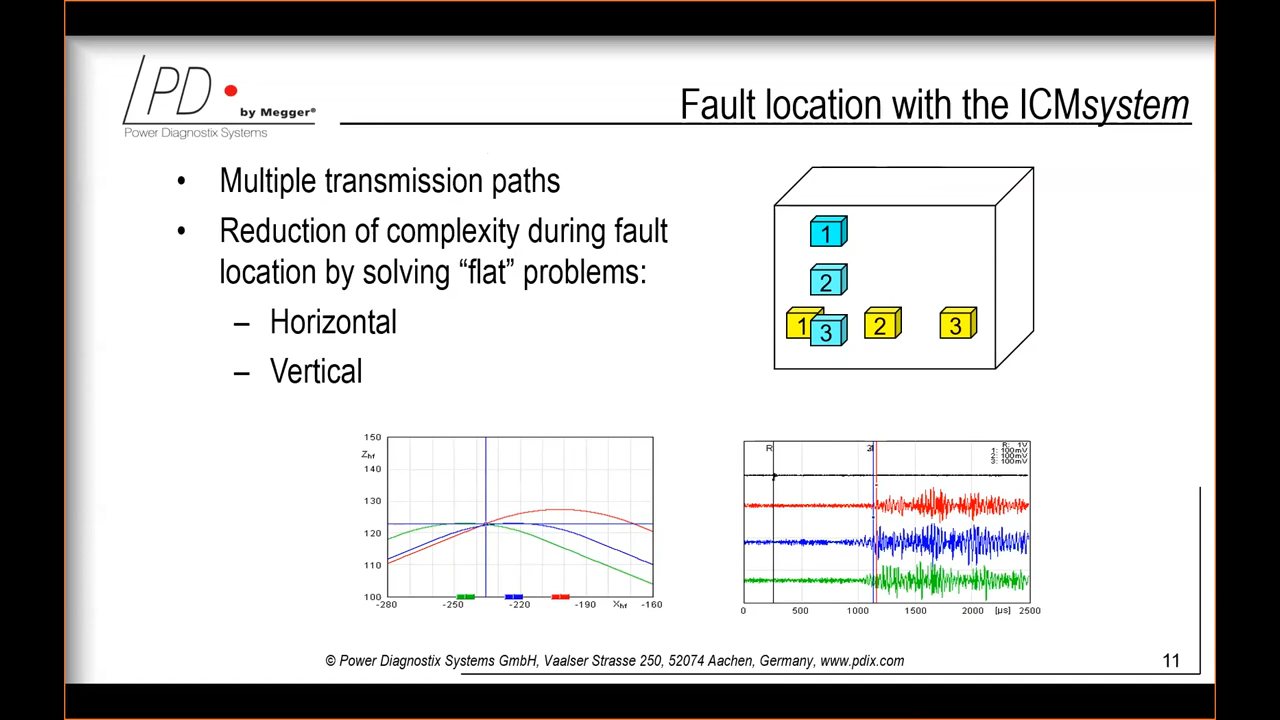 PD
by Megger®
Power Diagnostix Systems
Fault location with the ICMsystem
• Multiple transmission paths
• Reduction of complexity during fault
location by solving “flat” problems:
– Horizontal
– Vertical
1
2
1 3 2 3
150
Zhf
140
130
120
110
100
-280 -250 -220 -190 Xhf -160
R
R: 1V
1: 100mV
2: 100mV
3: 100mV
0 500 1000 1500 2000 [µs] 2500
© Power Diagnostix Systems GmbH, Vaalser Strasse 250, 52074 Aachen, Germany, www.pdix.com
11